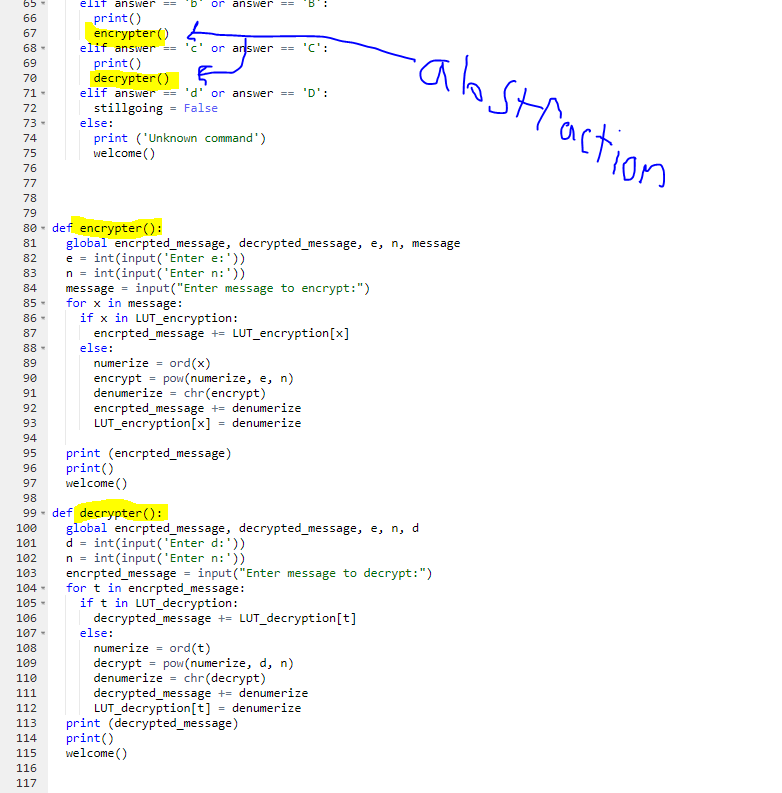 65 elif answer == 'b' or answer == 'B':
66 print()
67 encrypter()
68 elif answer == 'c' or answer == 'C':
69 print()
70 decrypter()
71 elif answer == 'd' or answer == 'D':
72 stillgoing = False
73 else:
74 print ('Unknown command')
75 welcome()
76
77
78
79
80 def encrypter():
81 global encrpted_message, decrypted_message, e, n, message
82 e = int(input('Enter e:'))
83 n = int(input('Enter n:'))
84 message = input("Enter message to encrypt:")
85 for x in message:
86 if x in LUT_encryption:
87 encrpted_message += LUT_encryption[x]
88 else:
89 numerize = ord(x)
90 encrypt = pow(numerize, e, n)
91 denumerize = chr(encrypt)
92 encrpted_message += denumerize
93 LUT_encryption[x] = denumerize
94
95 print (encrpted_message)
96 print()
97 welcome()
98
99 def decrypter():
100 global encrpted_message, decrypted_message, e, n, d
101 d = int(input('Enter d:'))
102 n = int(input('Enter n:'))
103 encrpted_message = input("Enter message to decrypt:")
104 for t in encrpted_message:
105 if t in LUT_decryption:
106 decrypted_message += LUT_decryption[t]
107 else:
108 numerize = ord(t)
109 decrypt = pow(numerize, d, n)
110 denumerize = chr(decrypt)
111 decrypted_message += denumerize
112 LUT_decryption[t] = denumerize
113 print (decrypted_message)
114 print()
115 welcome()
116
117
abstraction